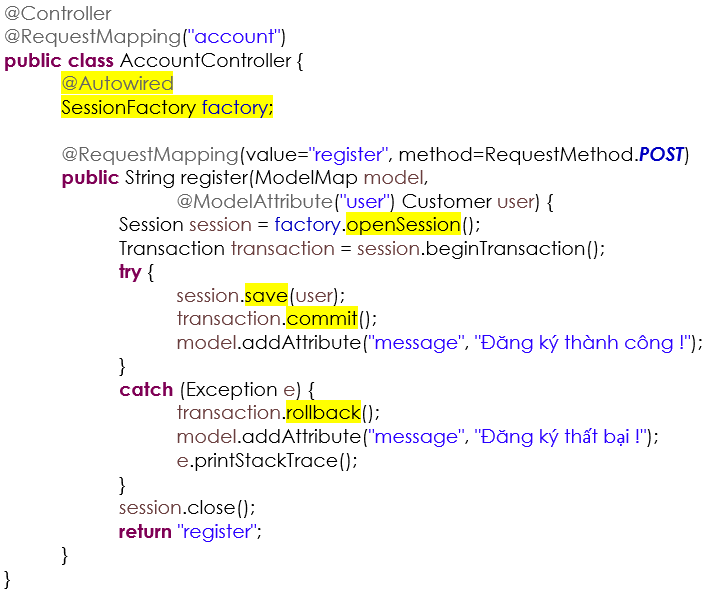 @Controller
@RequestMapping("account")
public class AccountController {
@Autowired
SessionFactory factory;
@RequestMapping(value="register", method=RequestMethod.POST)
public String register(ModelMap model,
@ModelAttribute("user") Customer user) {
Session session = factory.openSession();
Transaction transaction = session.beginTransaction();
try {
session.save(user);
transaction.commit();
model.addAttribute("message", "Đăng ký thành công !");
}
catch (Exception e) {
transaction.rollback();
model.addAttribute("message", "Đăng ký thất bại !");
e.printStackTrace();
}
session.close();
return "register";
}
}